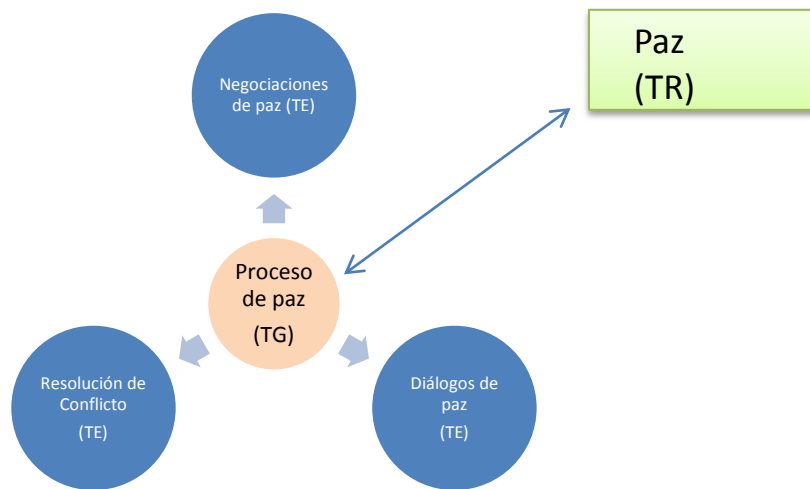 Negociaciones
de paz (TE)
Paz
(TR)
Proceso
de paz
(TG)
Resolución de
Conflicto
(TE)
Diálogos de
paz
(TE)